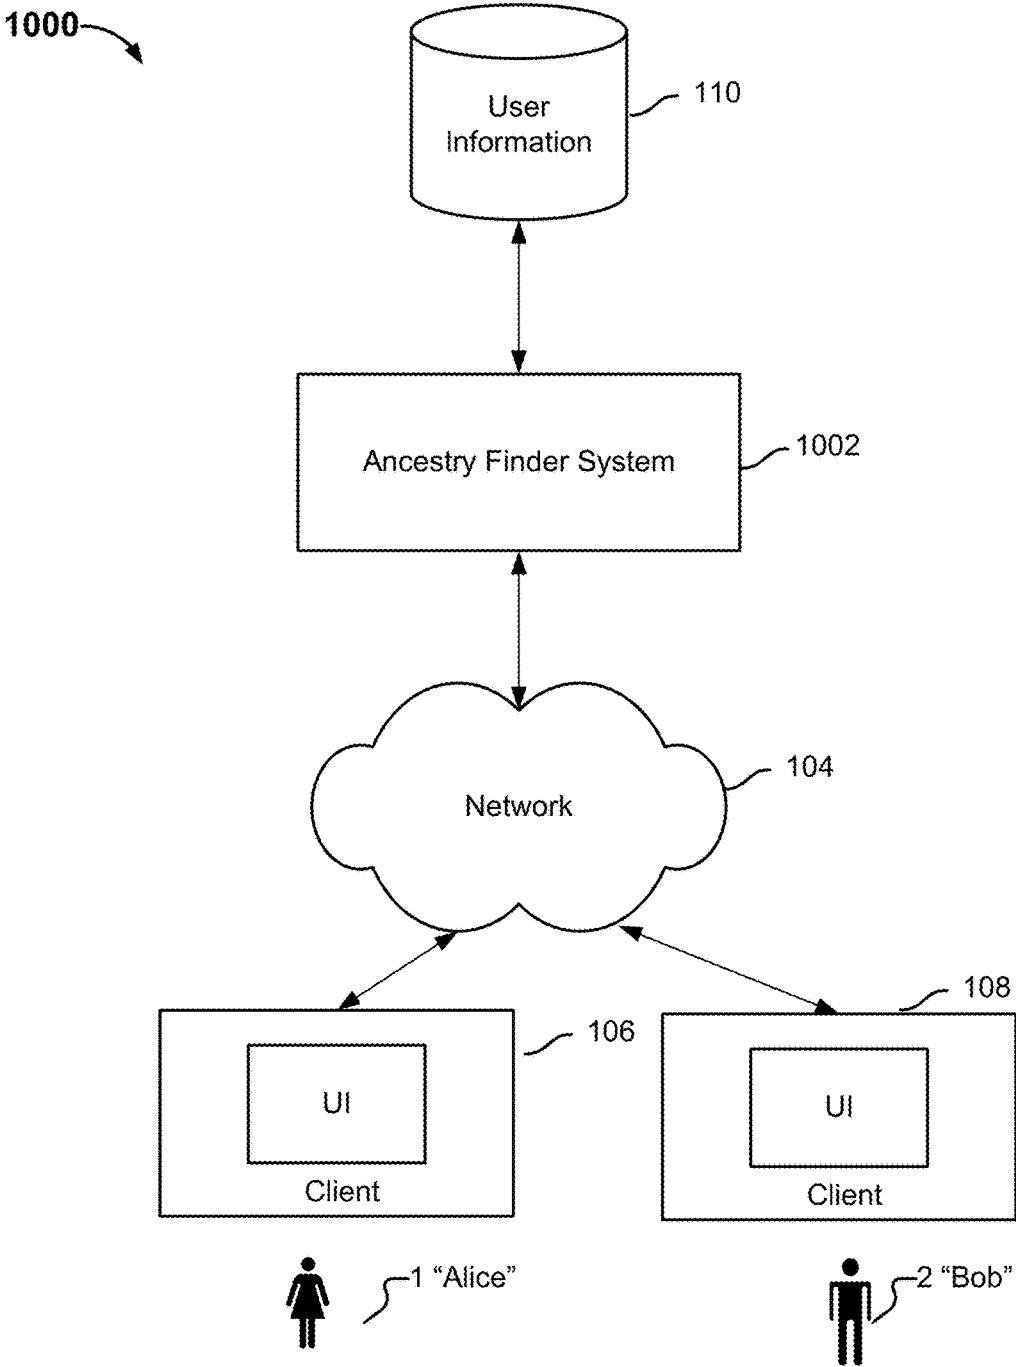 1000
User
Information
110
Ancestry Finder System
1002
Network
104
106
108
UI
Client
UI
Client
1 “Alice”
2 “Bob”